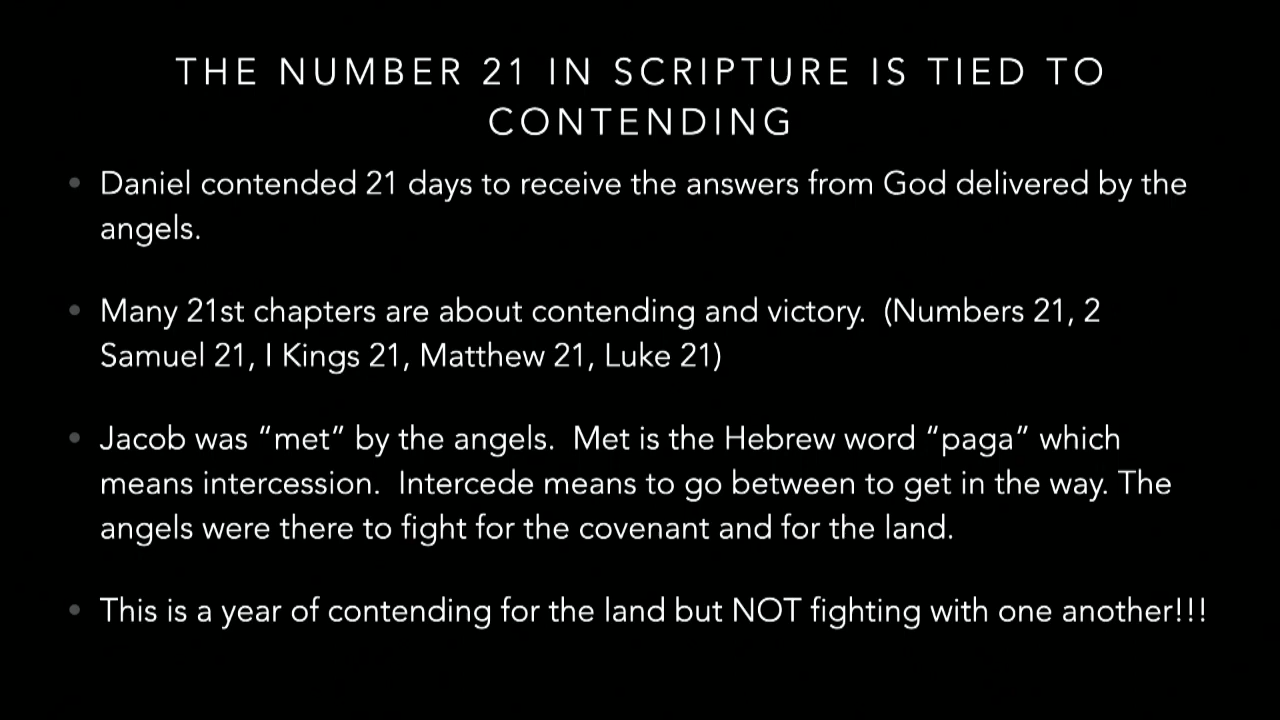 THE NUMBER 21 IN SCRIPTURE IS TIED TO
CONTENDING
• Daniel contended 21 days to receive the answers from God delivered by the
angels.
• Many 21st chapters are about contending and victory.  (Numbers 21, 2
Samuel 21, I Kings 21, Matthew 21, Luke 21)
• Jacob was “met” by the angels.  Met is the Hebrew word “paga” which
means intercession.  Intercede means to go between to get in the way. The
angels were there to fight for the covenant and for the land.
• This is a year of contending for the land but NOT fighting with one another!!!